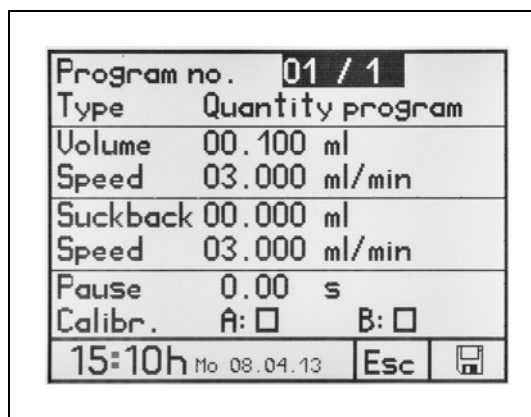 Program no. 01 / 1
Type Quantity program
Volume 00.100 ml
Speed 03.000 ml/min
Suckback 00.000 ml
Speed 03.000 ml/min
Pause 0.00 s
Calibr. A: B:
15:10h Mo 08.04.13 Esc